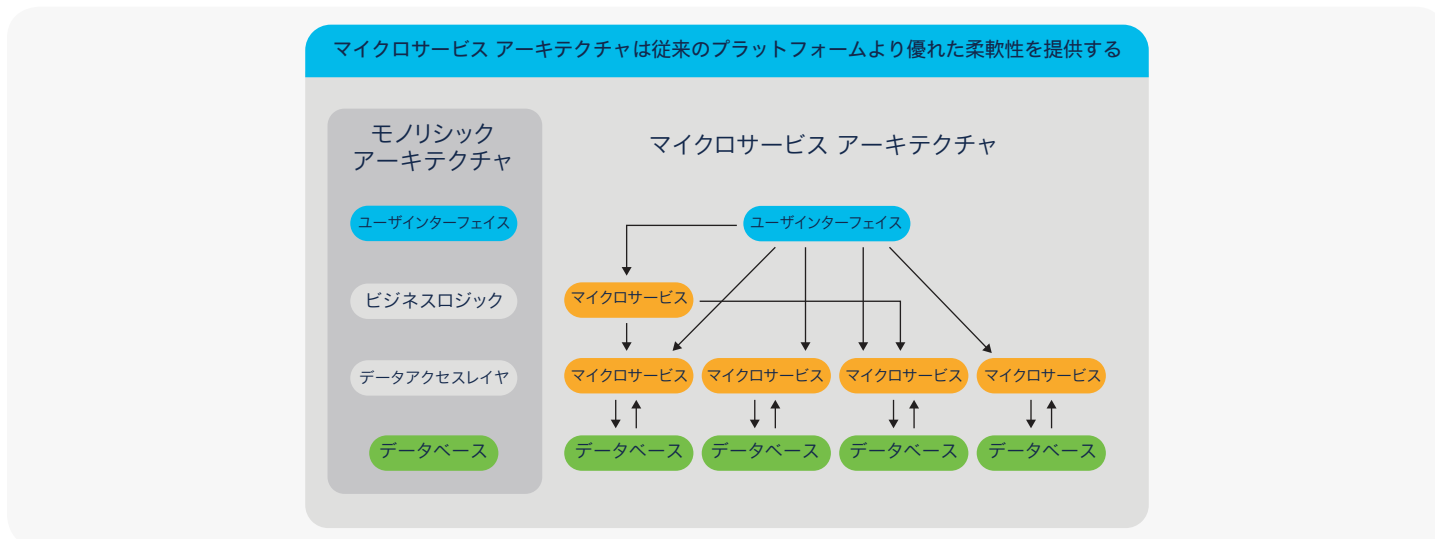 マイクロサービス アーキテクチャは従来のプラットフォームより優れた柔軟性を提供する
モノリシック
アーキテクチャ
ユーザインターフェイス
ビジネスロジック
データアクセスレイヤ
データベース
マイクロサービス アーキテクチャ
ユーザインターフェイス
マイクロサービス
マイクロサービス
マイクロサービス
マイクロサービス
マイクロサービス
データベース
データベース
データベース
データベース